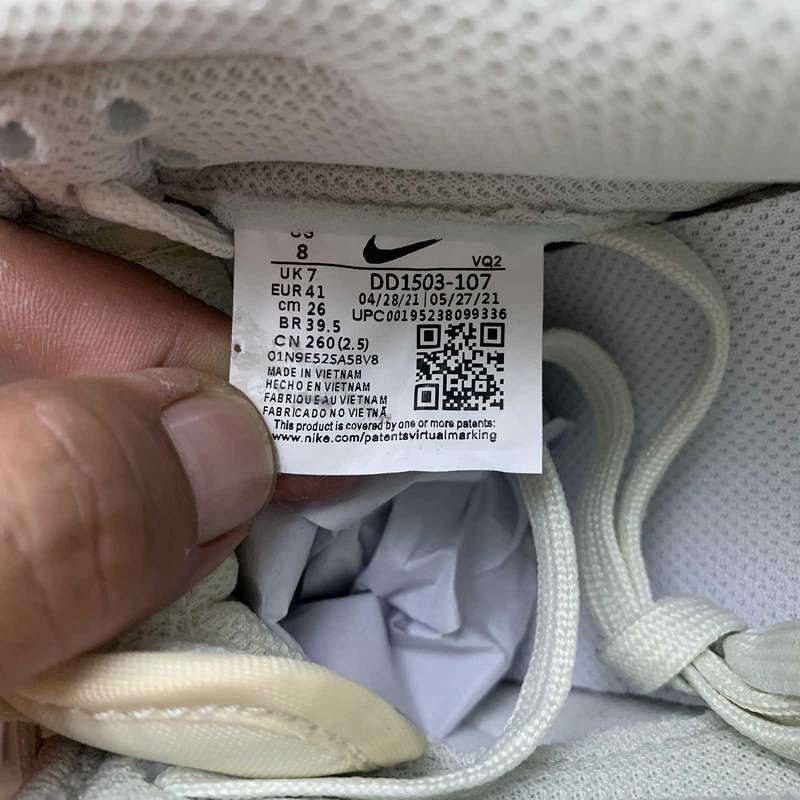 US
8
VQ2
UK 7
DD1503-107
EUR 41
04/28/21 | 05/27/21
cm 26
UPC00195238099336
BR 39.5
CN 260 (2.5)
01N9E52SA5BV8
MADE IN VIETNAM
HECHO EN VIETNAM
FABRIQUE AU VIETNAM
FABRICADO NO VIETNÃ
This product is covered by one or more patents:
www.nike.com/patentsvirtualmarking